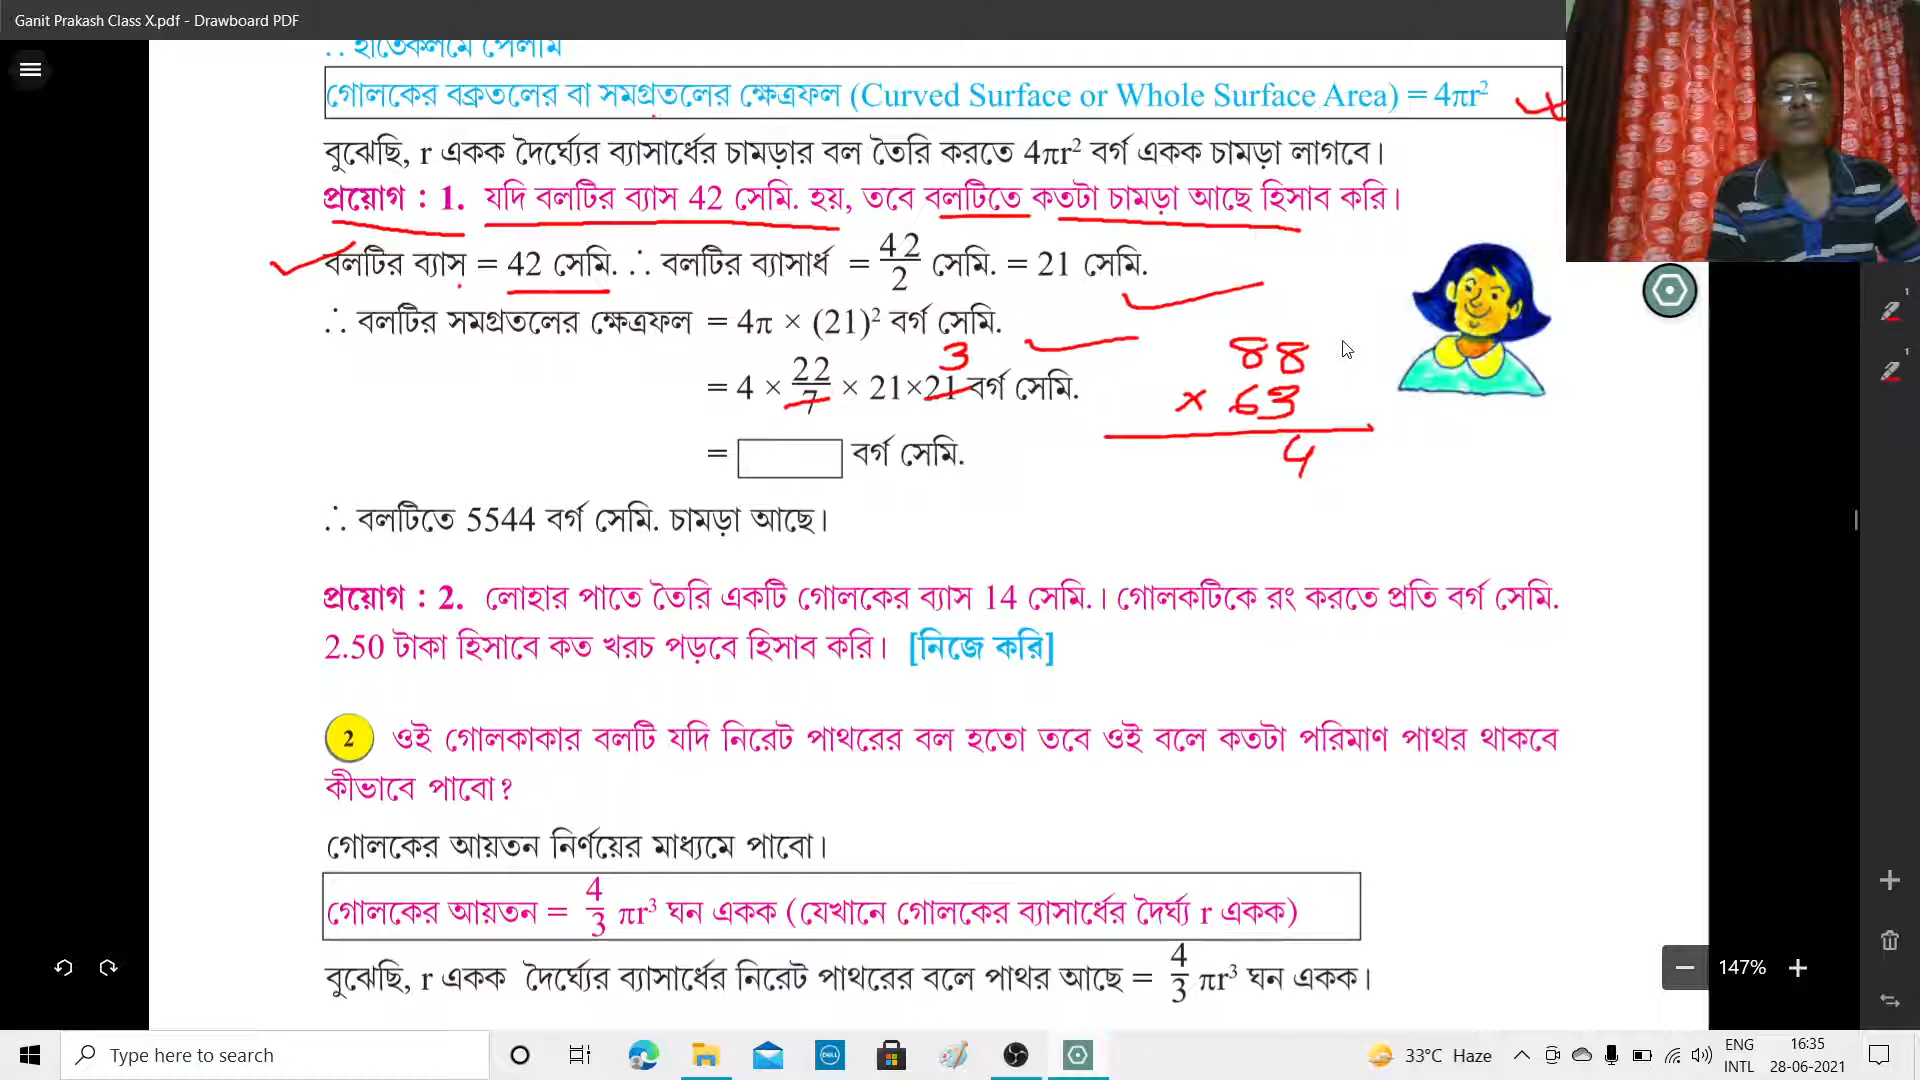 Ganit Prakash Class X.pdf - Drawboard PDF
∴ হাতেকলমে পেলাম
গোলকের বক্রতলের বা সমগ্রতলের ক্ষেত্রফল (Curved Surface or Whole Surface Area) = 4πr²
বুঝেছি, r একক দৈর্ঘ্যের ব্যাসার্ধের চামড়ার বল তৈরি করতে 4πr² বর্গ একক চামড়া লাগবে।
প্রয়োগ : 1. যদি বলটির ব্যাস 42 সেমি. হয়, তবে বলটিতে কতটা চামড়া আছে হিসাব করি।
বলটির ব্যাস = 42 সেমি. ∴ বলটির ব্যাসার্ধ = 42/2 সেমি. = 21 সেমি.
∴ বলটির সমগ্রতলের ক্ষেত্রফল = 4π × (21)² বর্গ সেমি.
3
= 4 × 22/7 × 21×21 বর্গ সেমি.
88
× 63
4
= বর্গ সেমি.
∴ বলটিতে 5544 বর্গ সেমি. চামড়া আছে।
প্রয়োগ : 2. লোহার পাতে তৈরি একটি গোলকের ব্যাস 14 সেমি.। গোলকটিকে রং করতে প্রতি বর্গ সেমি.
2.50 টাকা হিসাবে কত খরচ পড়বে হিসাব করি। [নিজে করি]
2 ওই গোলকাকার বলটি যদি নিরেট পাথরের বল হতো তবে ওই বলে কতটা পরিমাণ পাথর থাকবে
কীভাবে পাবো?
গোলকের আয়তন নির্ণয়ের মাধ্যমে পাবো।
গোলকের আয়তন = 4/3 πr³ ঘন একক (যেখানে গোলকের ব্যাসার্ধের দৈর্ঘ্য r একক)
বুঝেছি, r একক দৈর্ঘ্যের ব্যাসার্ধের নিরেট পাথরের বলে পাথর আছে = 4/3 πr³ ঘন একক।
1
1
147%
Type here to search
DELL
33°C Haze
ENG
INTL
16:35
28-06-2021